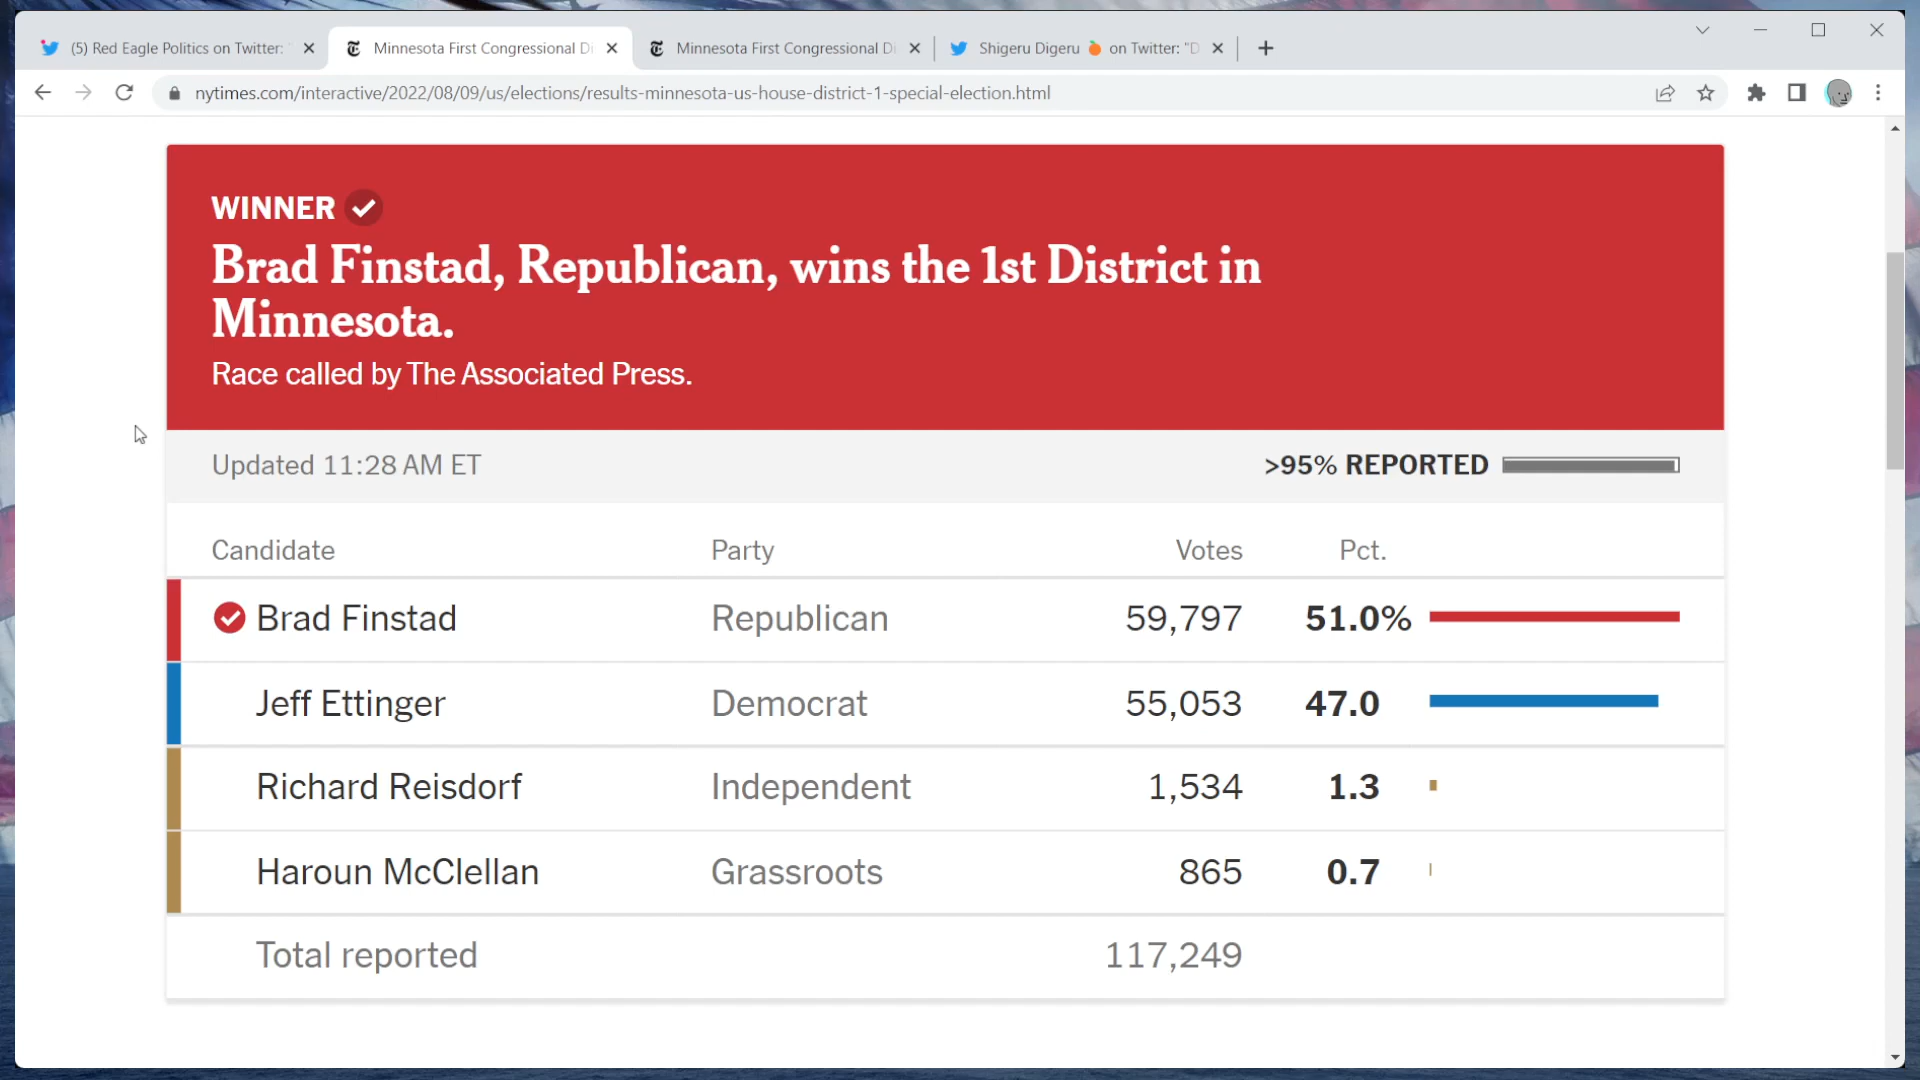 (5) Red Eagle Politics on Twitter:
Minnesota First Congressional Di
Minnesota First Congressional Di
Shigeru Digeru 🍊 on Twitter: "D
nytimes.com/interactive/2022/08/09/us/elections/results-minnesota-us-house-district-1-special-election.html
WINNER
Brad Finstad, Republican, wins the 1st District in
Minnesota.
Race called by The Associated Press.
Updated 11:28 AM ET
>95% REPORTED
Candidate Party Votes Pct.
Brad Finstad Republican 59,797 51.0%
Jeff Ettinger Democrat 55,053 47.0
Richard Reisdorf Independent 1,534 1.3
Haroun McClellan Grassroots 865 0.7
Total reported 117,249